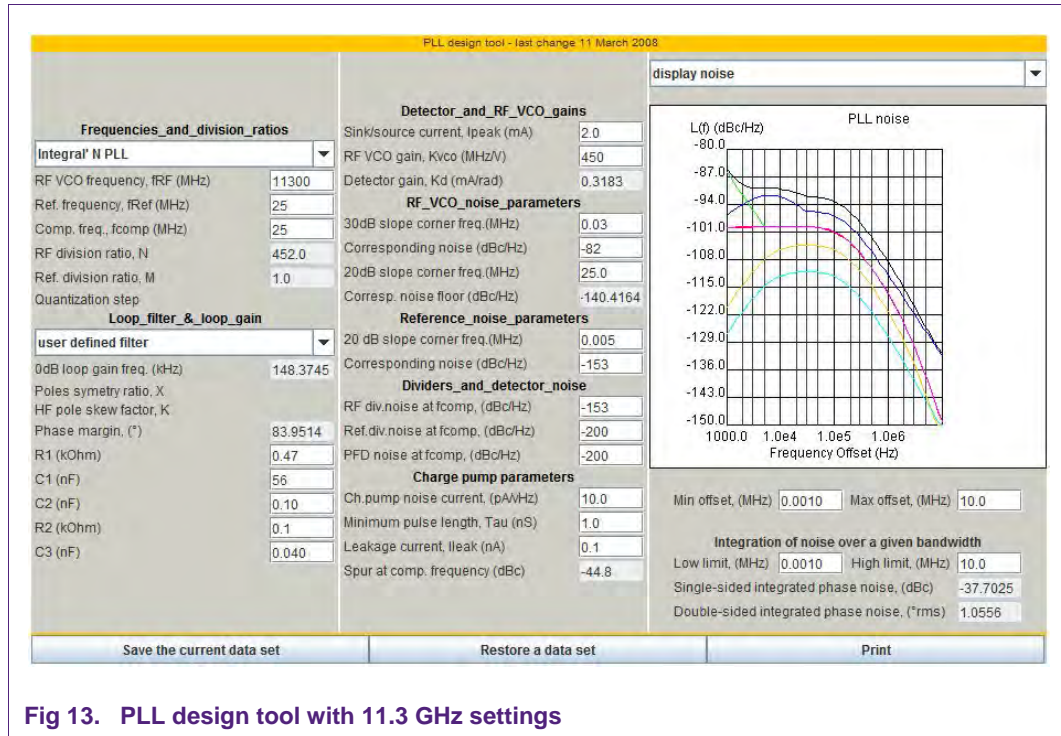 PLL design tool - last change 11 March 2008
Frequencies_and_division_ratios
Integral' N PLL
RF VCO frequency, fRF (MHz) 11300
Ref. frequency, fRef (MHz) 25
Comp. freq., fcomp (MHz) 25
RF division ratio, N 452.0
Ref. division ratio, M 1.0
Quantization step
Loop_filter_&_loop_gain
user defined filter
0dB loop gain freq. (kHz) 148.3745
Poles symetry ratio, X
HF pole skew factor, K
Phase margin, (°) 83.9514
R1 (kOhm) 0.47
C1 (nF) 56
C2 (nF) 0.10
R2 (kOhm) 0.1
C3 (nF) 0.040
Detector_and_RF_VCO_gains
Sink/source current, Ipeak (mA) 2.0
RF VCO gain, Kvco (MHz/V) 450
Detector gain, Kd (mA/rad) 0.3183
RF_VCO_noise_parameters
30dB slope corner freq.(MHz) 0.03
Corresponding noise (dBc/Hz) -82
20dB slope corner freq.(MHz) 25.0
Corresp. noise floor (dBc/Hz) -140.4164
Reference_noise_parameters
20 dB slope corner freq.(MHz) 0.005
Corresponding noise (dBc/Hz) -153
Dividers_and_detector_noise
RF div.noise at fcomp, (dBc/Hz) -153
Ref.div.noise at fcomp, (dBc/Hz) -200
PFD noise at fcomp, (dBc/Hz) -200
Charge pump parameters
Ch.pump noise current, (pA/√Hz) 10.0
Minimum pulse length, Tau (nS) 1.0
Leakage current, Ileak (nA) 0.1
Spur at comp. frequency (dBc) -44.8
display noise
PLL noise
L(f) (dBc/Hz)
-80.0
-87.0
-94.0
-101.0
-108.0
-115.0
-122.0
-129.0
-136.0
-143.0
-150.0
1000.0 1.0e4 1.0e5 1.0e6
Frequency Offset (Hz)
Min offset, (MHz) 0.0010 Max offset, (MHz) 10.0
Integration of noise over a given bandwidth
Low limit, (MHz) 0.0010 High limit, (MHz) 10.0
Single-sided integrated phase noise, (dBc) -37.7025
Double-sided integrated phase noise, (°rms) 1.0556
Save the current data set
Restore a data set
Print
Fig 13. PLL design tool with 11.3 GHz settings